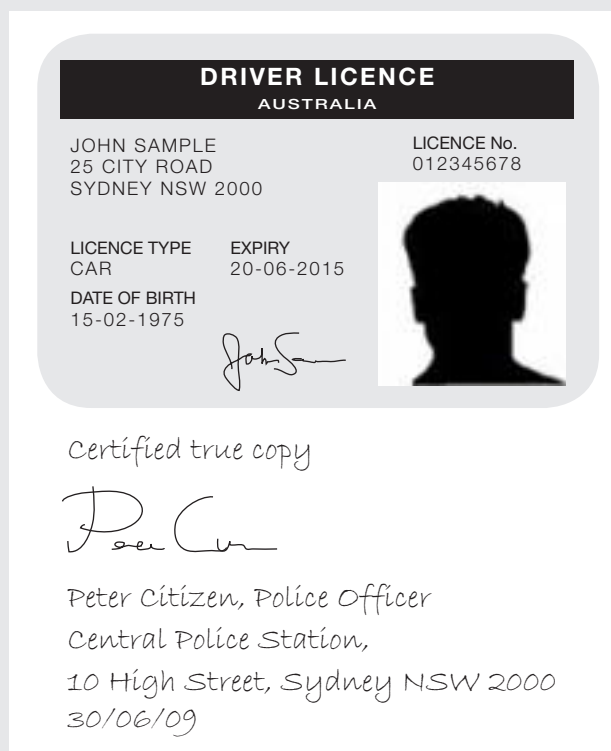 DRIVER LICENCE
AUSTRALIA
JOHN SAMPLE
25 CITY ROAD
SYDNEY NSW 2000
LICENCE No.
012345678
LICENCE TYPE EXPIRY
CAR 20-06-2015
DATE OF BIRTH
15-02-1975
Certified true copy
Peter Citizen, Police Officer
Central Police Station,
10 High Street, Sydney NSW 2000
30/06/09